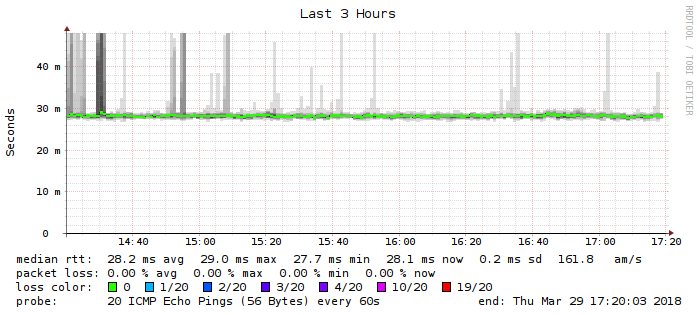 Last 3 Hours
RRDTOOL / TOBI OETIKER
Seconds
40 m
30 m
20 m
10 m
0
14:40 15:00 15:20 15:40 16:00 16:20 16:40 17:00 17:20
median rtt: 28.2 ms avg 29.0 ms max 27.7 ms min 28.1 ms now 0.2 ms sd 161.8 am/s
packet loss: 0.00 % avg 0.00 % max 0.00 % min 0.00 % now
loss color: 0 1/20 2/20 3/20 4/20 10/20 19/20
probe: 20 ICMP Echo Pings (56 Bytes) every 60s end: Thu Mar 29 17:20:03 2018